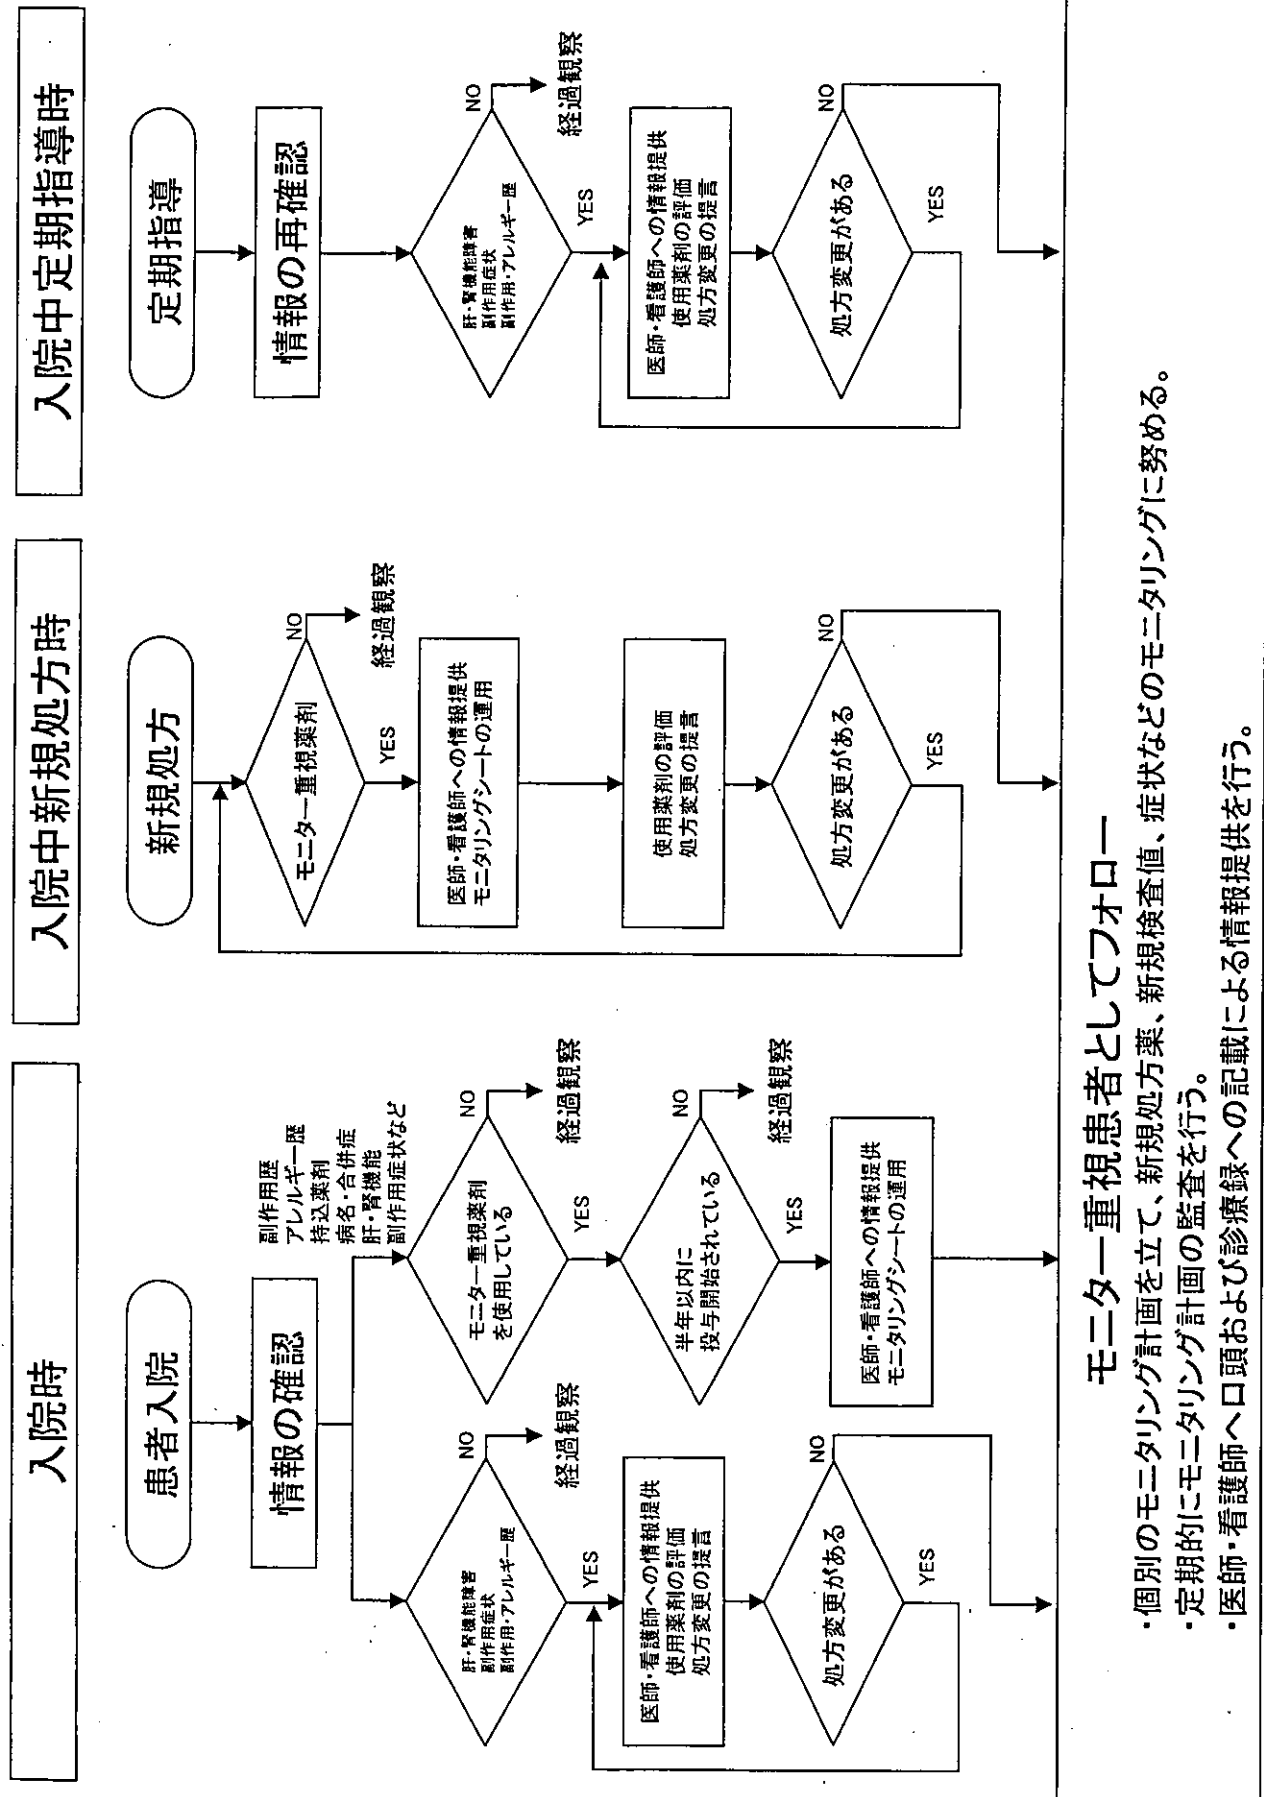 入院時
患者入院
情報の確認
副作用歴
アレルギー歴
持込薬剤
病名・合併症
肝・腎機能
副作用症状など
肝・腎機能障害
副作用症状
副作用・アレルギー歴
NO
経過観察
YES
医師・看護師への情報提供
使用薬剤の評価
処方変更の提言
処方変更がある
NO
YES
モニター重視薬剤
を使用している
NO
経過観察
YES
半年以内に
投与開始されている
NO
経過観察
YES
医師・看護師への情報提供
モニタリングシートの運用
入院中新規処方時
新規処方
モニター重視薬剤
NO
経過観察
YES
医師・看護師への情報提供
モニタリングシートの運用
使用薬剤の評価
処方変更の提言
処方変更がある
NO
YES
入院中定期指導時
定期指導
情報の再確認
肝・腎機能障害
副作用症状
副作用・アレルギー歴
NO
経過観察
YES
医師・看護師への情報提供
使用薬剤の評価
処方変更の提言
処方変更がある
NO
YES
モニター重視患者としてフォロー
・個別のモニタリング計画を立て、新規処方薬、新規検査値、症状などのモニタリングに努める。
・定期的にモニタリング計画の監査を行う。
・医師・看護師へ口頭および診療録への記載による情報提供を行う。